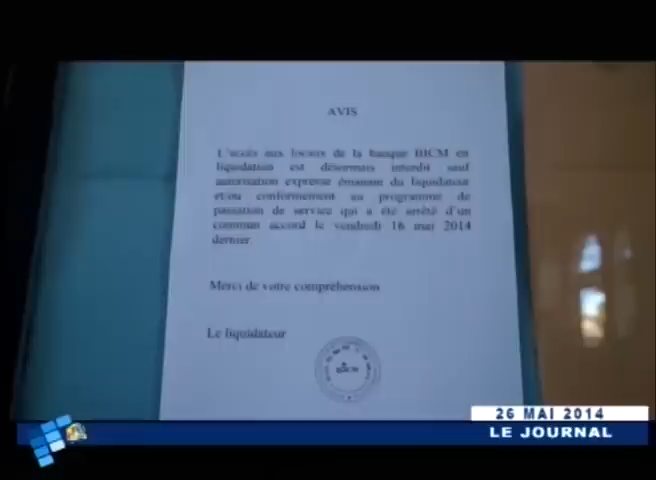 AVIS
L'accès aux locaux de la banque BICM en
liquidation est désormais interdit sauf
autorisation expresse émanant du liquidateur
et/ou conformement au programme de
passation de service qui a été arrêté d'un
commun accord le vendredi 16 mai 2014
dernier.
Merci de votre compréhension
Le liquidateur
BICM
26 MAI 2014
LE JOURNAL